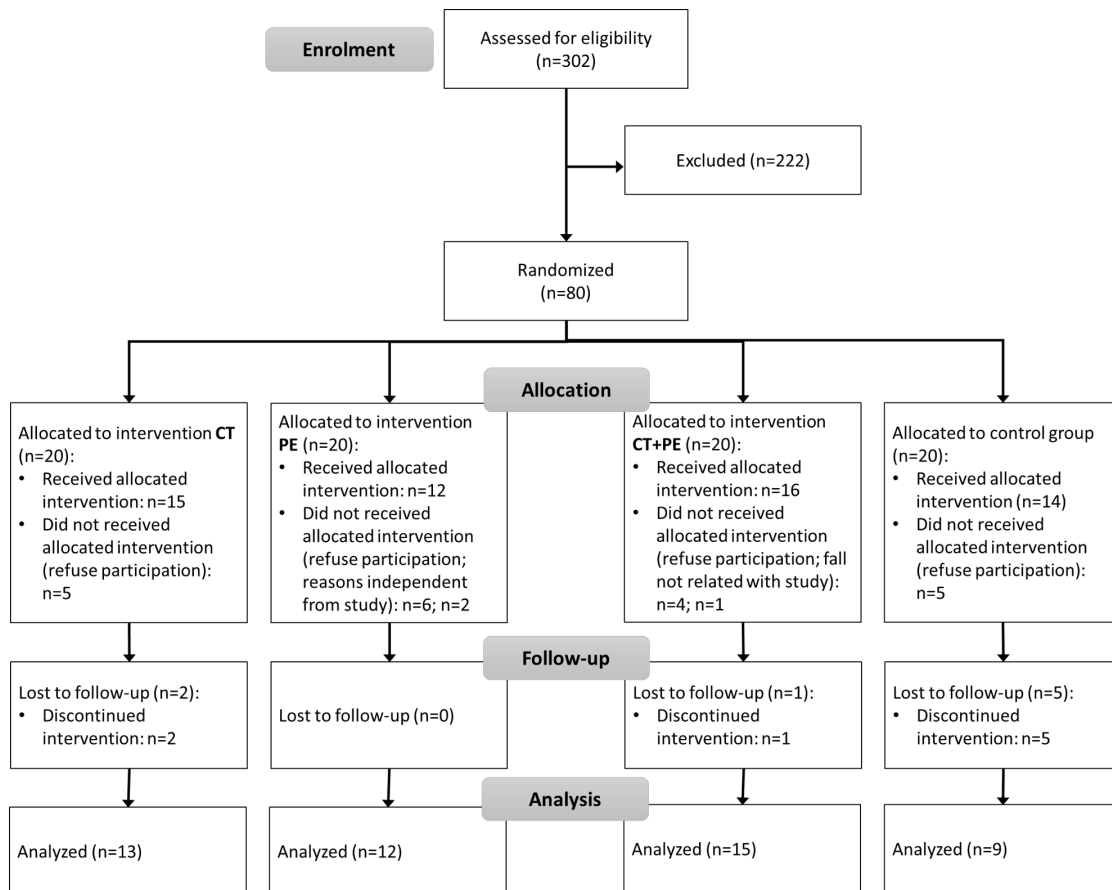 Enrolment
Assessed for eligibility
(n=302)
Excluded (n=222)
Randomized
(n=80)
Allocation
Allocated to intervention CT
(n=20):
• Received allocated
intervention: n=15
• Did not received
allocated intervention
(refuse participation):
n=5
Allocated to intervention
PE (n=20):
• Received allocated
intervention: n=12
• Did not received
allocated intervention
(refuse participation;
reasons independent
from study): n=6; n=2
Allocated to intervention
CT+PE (n=20):
• Received allocated
intervention: n=16
• Did not received
allocated intervention
(refuse participation; fall
not related with study):
n=4; n=1
Allocated to control group
(n=20):
• Received allocated
intervention (n=14)
• Did not received
allocated intervention
(refuse participation):
n=5
Follow-up
Lost to follow-up (n=2):
• Discontinued
intervention: n=2
Lost to follow-up (n=0)
Lost to follow-up (n=1):
• Discontinued
intervention: n=1
Lost to follow-up (n=5):
• Discontinued
intervention: n=5
Analysis
Analyzed (n=13)
Analyzed (n=12)
Analyzed (n=15)
Analyzed (n=9)